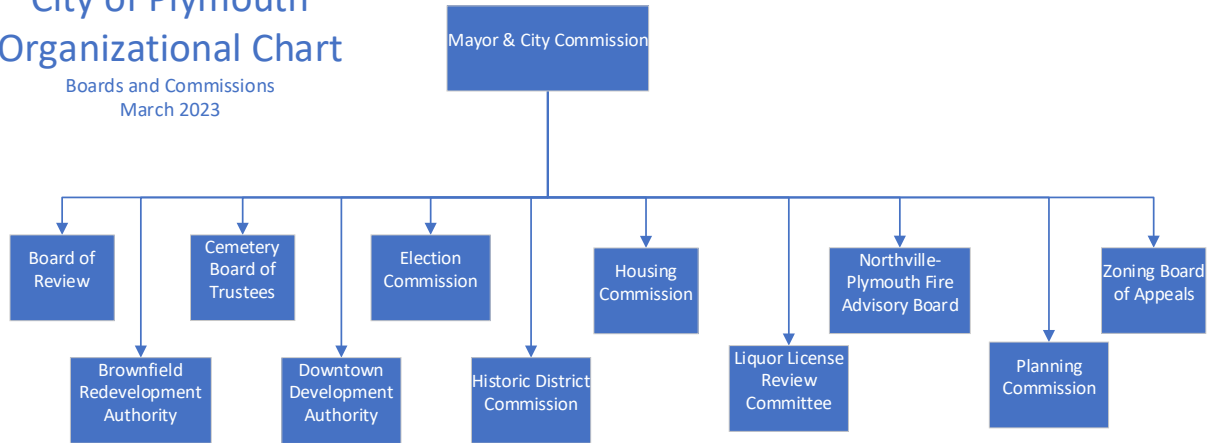 City of Plymouth
Organizational Chart
Boards and Commissions
March 2023
Mayor & City Commission
Board of
Review
Cemetery
Board of
Trustees
Election
Commission
Housing
Commission
Northville-
Plymouth Fire
Advisory Board
Zoning Board
of Appeals
Brownfield
Redevelopment
Authority
Downtown
Development
Authority
Historic District
Commission
Liquor License
Review
Committee
Planning
Commission